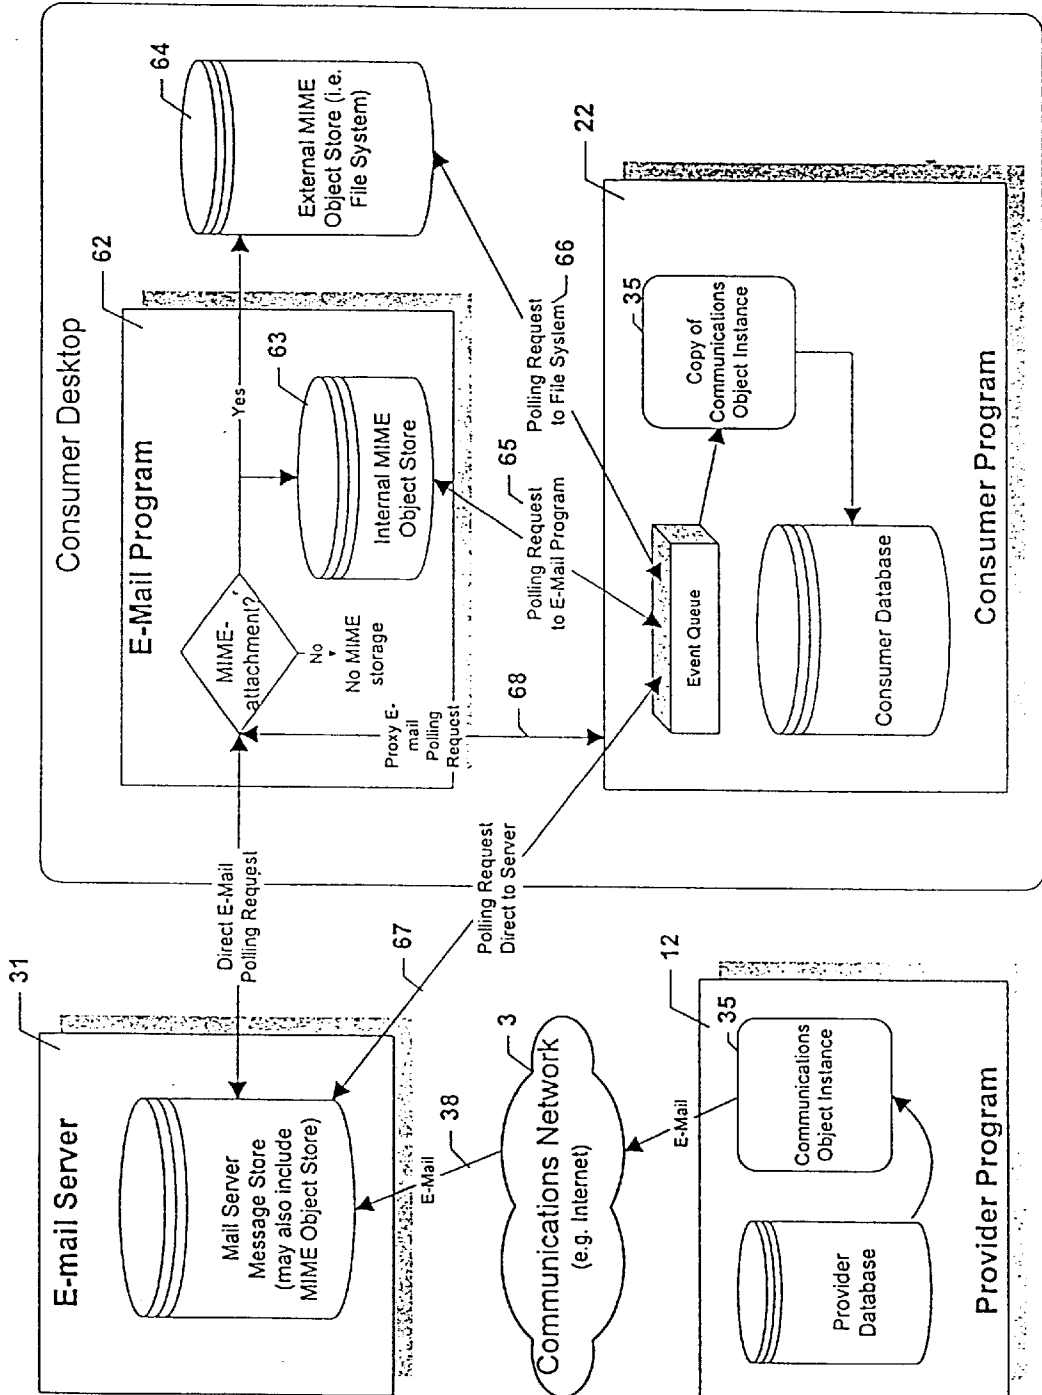 E-mail Server
31
Mail Server
Message Store
(may also include
MIME Object Store)
Direct E-Mail
Polling Request
Polling Request
Direct to Server
67
E-Mail
38
3
Communications Network
(e.g. Internet)
E-Mail
12
35
Communications
Object Instance
Provider
Database
Provider Program
Consumer Desktop
E-Mail Program
62
MIME-
attachment?
Yes
No
No MIME
storage
63
Internal MIME
Object Store
64
External MIME
Object Store (i.e.
File System)
Proxy E-
mail
Polling
Request
68
Polling Request
to E-Mail Program
65
Polling Request
to File System
66
22
Event Queue
35
Copy of
Communications
Object Instance
Consumer Database
Consumer Program